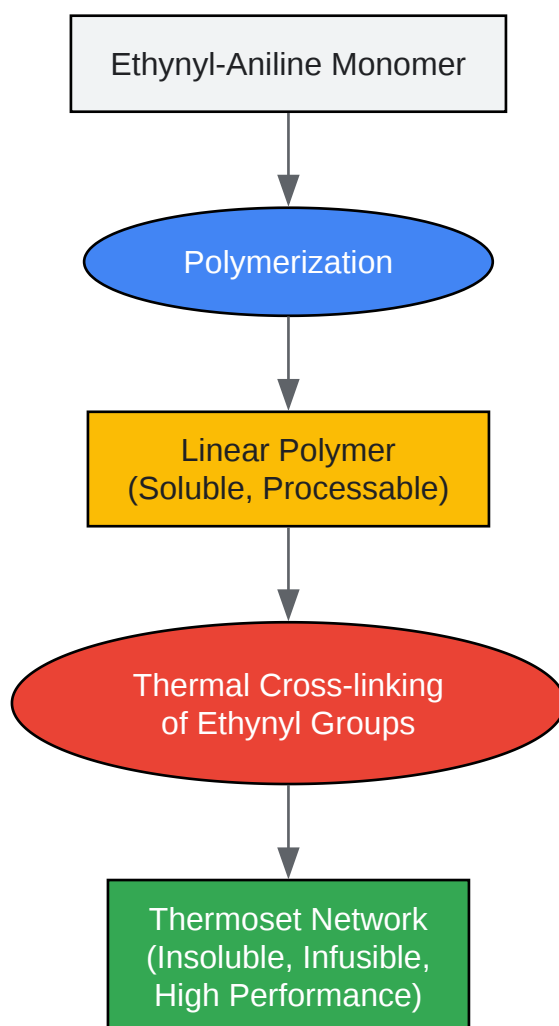 Ethynyl-Aniline Monomer
Polymerization
Linear Polymer
(Soluble, Processable)
Thermal Cross-linking
of Ethynyl Groups
Thermoset Network
(Insoluble, Infusible,
High Performance)